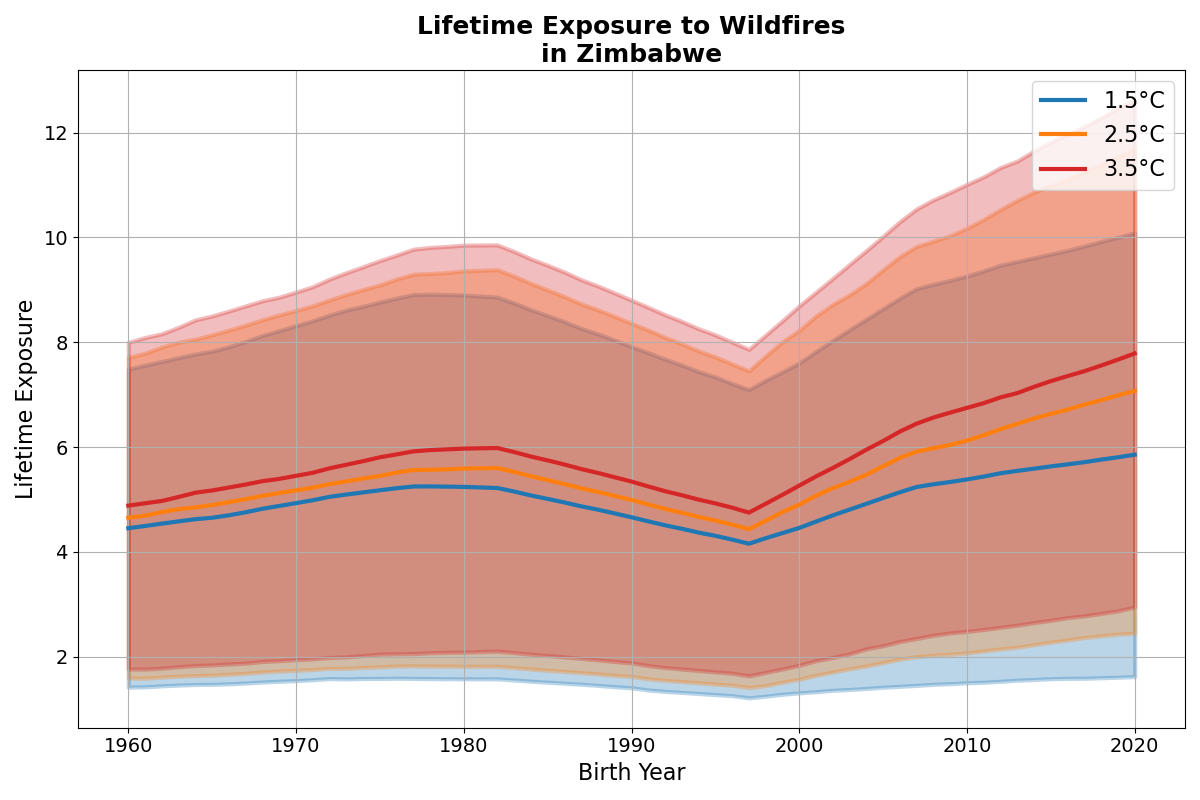 Lifetime Exposure to Wildfires
in Zimbabwe
1.5°C
2.5°C
3.5°C
Lifetime Exposure
12
10
8
6
4
2
1960
1970
1980
1990
2000
2010
2020
Birth Year